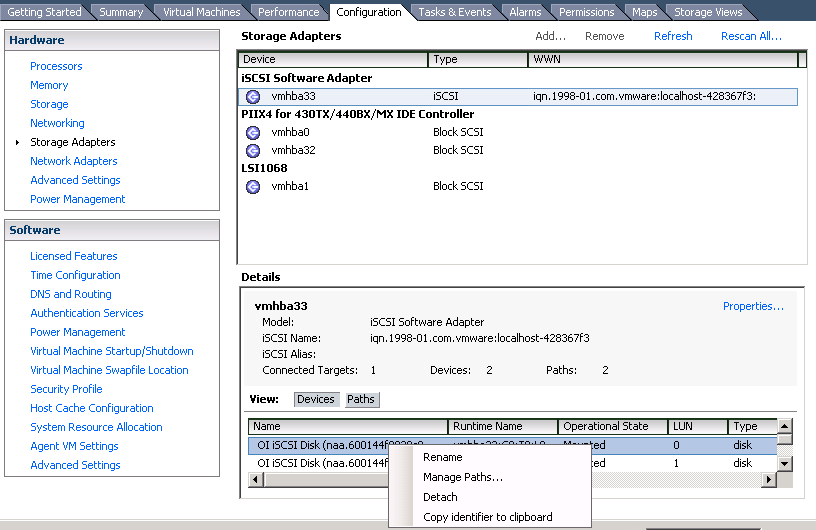 Getting Started Summary Virtual Machines Performance Configuration Tasks & Events Alarms Permissions Maps Storage Views
Hardware
Processors
Memory
Storage
Networking
Storage Adapters
Network Adapters
Advanced Settings
Power Management
Software
Licensed Features
Time Configuration
DNS and Routing
Authentication Services
Power Management
Virtual Machine Startup/Shutdown
Virtual Machine Swapfile Location
Security Profile
Host Cache Configuration
System Resource Allocation
Agent VM Settings
Advanced Settings
Storage Adapters Add... Remove Refresh Rescan All...
Device Type WWN
iSCSI Software Adapter
vmhba33 iSCSI iqn.1998-01.com.vmware:localhost-428367f3:
PIIX4 for 430TX/440BX/MX IDE Controller
vmhba0 Block SCSI
vmhba32 Block SCSI
LSI1068
vmhba1 Block SCSI
Details
vmhba33 Properties...
Model: iSCSI Software Adapter
iSCSI Name: iqn.1998-01.com.vmware:localhost-428367f3
iSCSI Alias:
Connected Targets: 1 Devices: 2 Paths: 2
View: Devices Paths
Name Runtime Name Operational State LUN Type
OI iSCSI Disk (naa.600144f 0 disk
OI iSCSI Disk (naa.600144f 1 disk
Rename
Manage Paths...
Detach
Copy identifier to clipboard